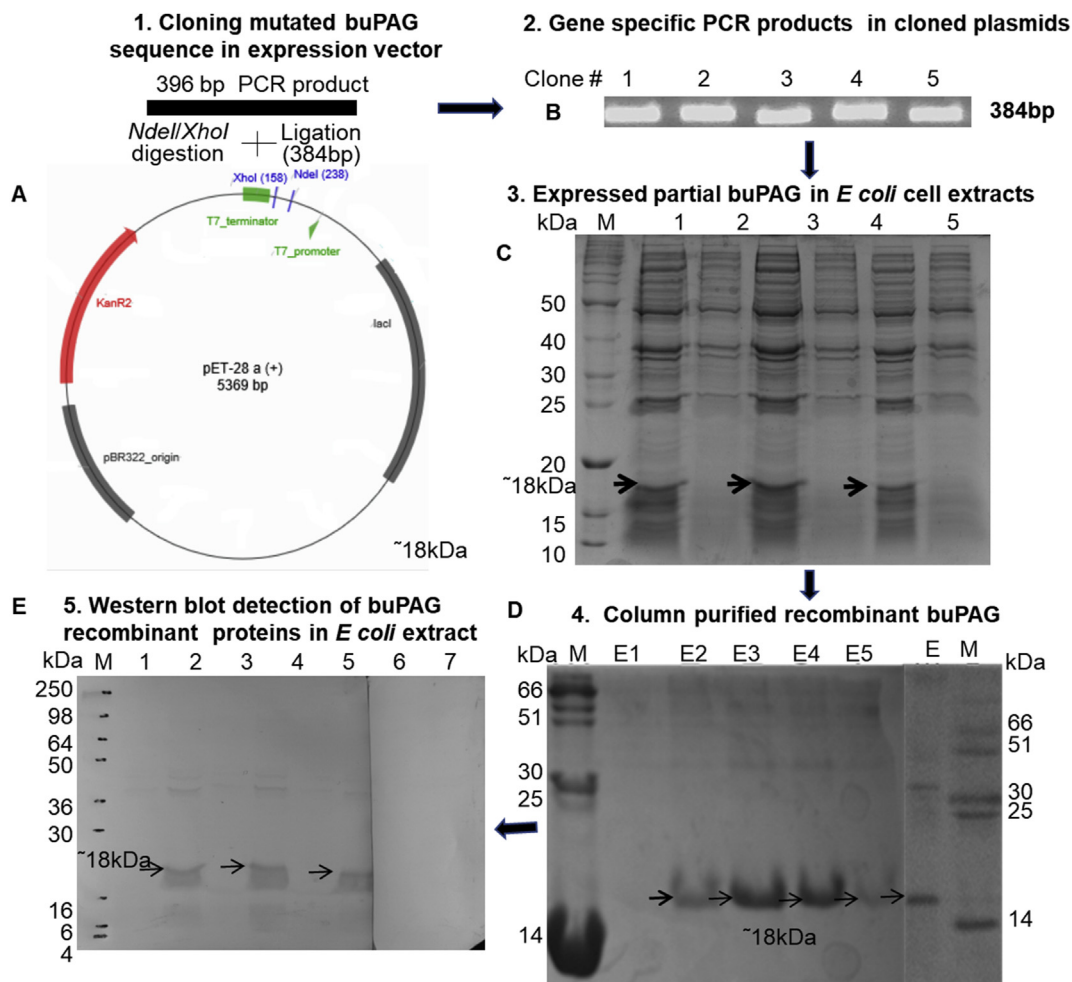 1. Cloning mutated buPAG
sequence in expression vector
396 bp PCR product
NdeI/XhoI
digestion
Ligation
(384bp)
A
XhoI (158)
NdeI (238)
T7_terminator
T7_promoter
KanR2
lacI
pET-28 a (+)
5369 bp
pBR322_origin
~18kDa
2. Gene specific PCR products in cloned plasmids
Clone # 1 2 3 4 5
B
384bp
3. Expressed partial buPAG in E coli cell extracts
kDa M 1 2 3 4 5
C
50
40
30
25
20
~18kDa
15
10
D
4. Column purified recombinant buPAG
kDa M E1 E2 E3 E4 E5 E M kDa
66
51
30
25
14
~18kDa
66
51
30
25
14
E
5. Western blot detection of buPAG
recombinant proteins in E coli extract
kDa M 1 2 3 4 5 6 7
250
98
64
50
36
30
~18kDa
16
6
4